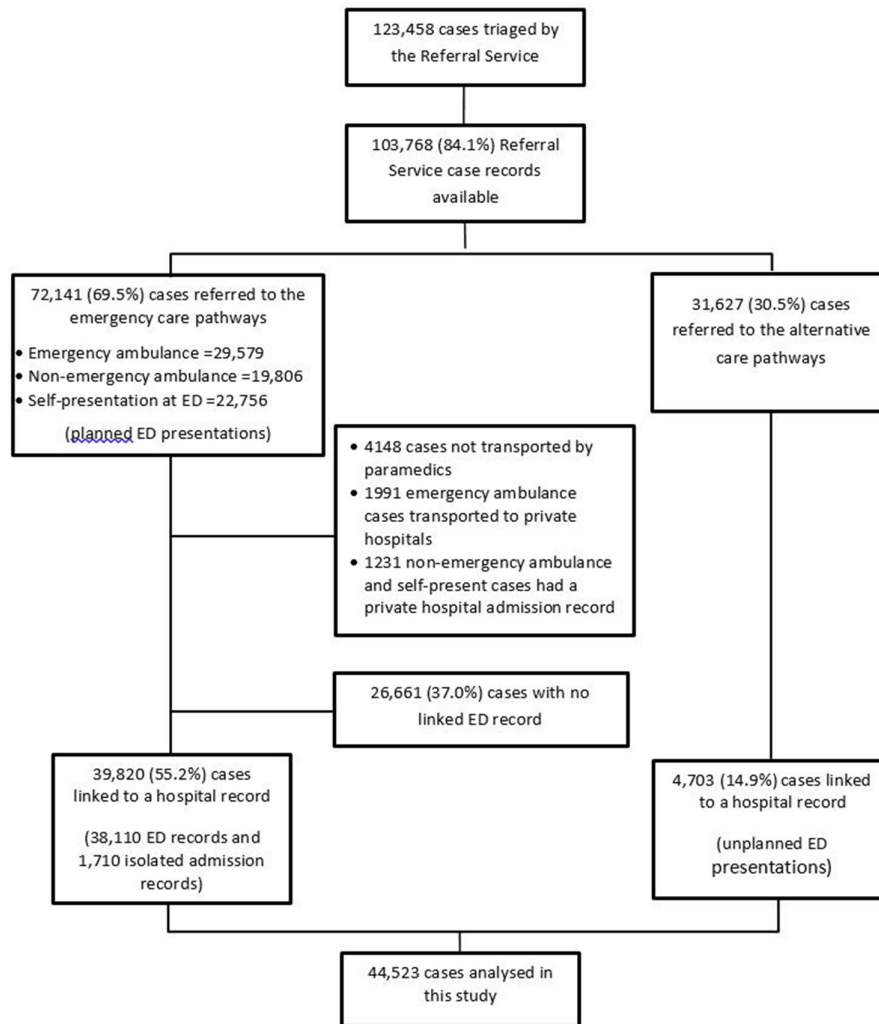 123,458 cases triaged by
the Referral Service
103,768 (84.1%) Referral
Service case records
available
72,141 (69.5%) cases referred to the
emergency care pathways
• Emergency ambulance =29,579
• Non-emergency ambulance =19,806
• Self-presentation at ED =22,756
(planned ED presentations)
31,627 (30.5%) cases
referred to the alternative
care pathways
• 4148 cases not transported by
paramedics
• 1991 emergency ambulance
cases transported to private
hospitals
• 1231 non-emergency ambulance
and self-present cases had a
private hospital admission record
26,661 (37.0%) cases with no
linked ED record
39,820 (55.2%) cases
linked to a hospital record
(38,110 ED records and
1,710 isolated admission
records)
4,703 (14.9%) cases linked
to a hospital record
(unplanned ED
presentations)
44,523 cases analysed in
this study